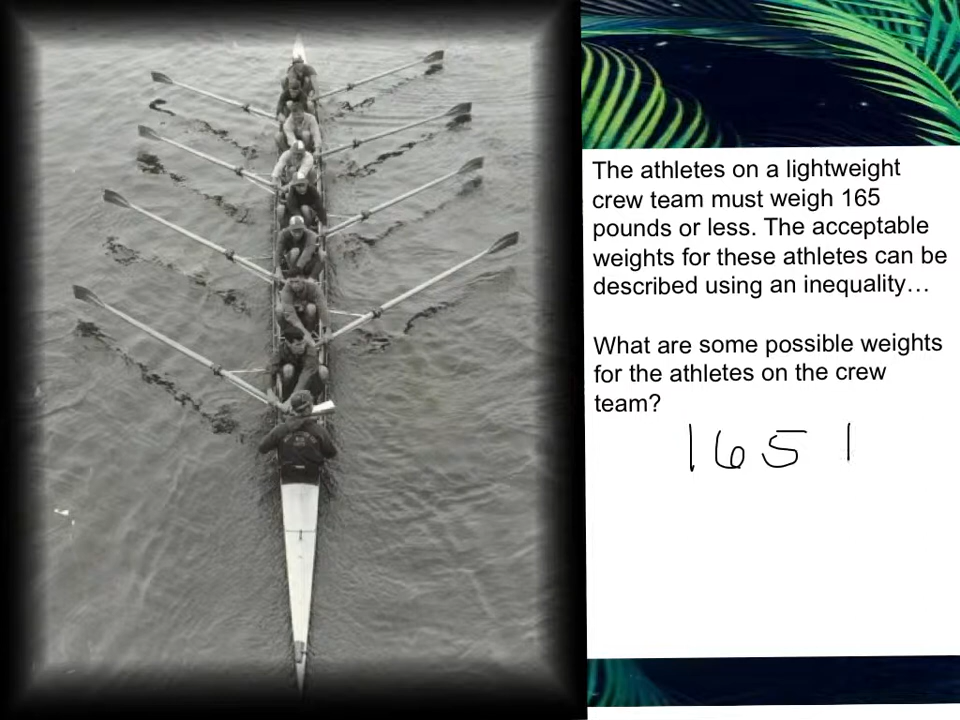 The athletes on a lightweight
crew team must weigh 165
pounds or less. The acceptable
weights for these athletes can be
described using an inequality…
What are some possible weights
for the athletes on the crew
team?
165 1